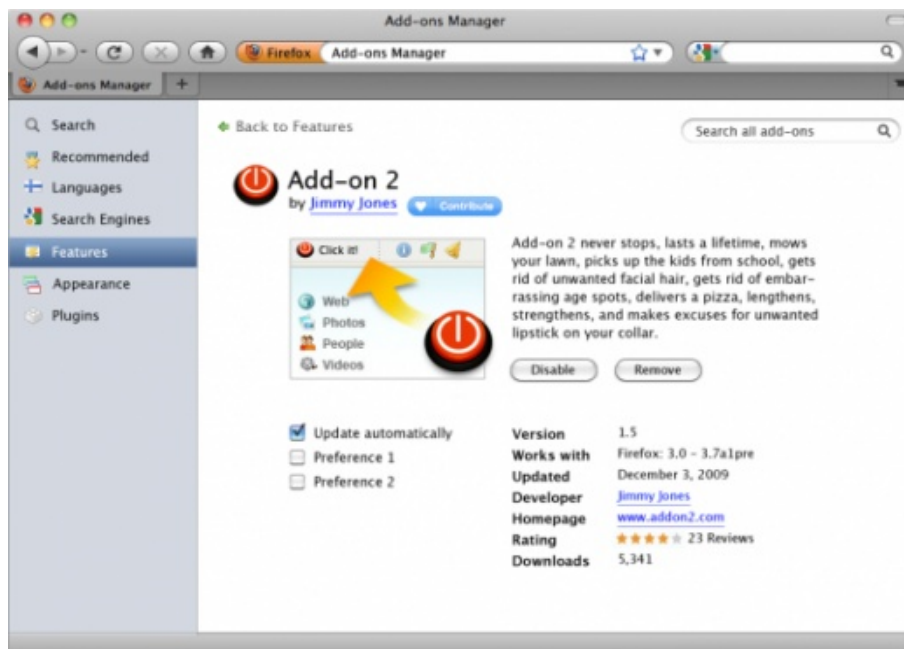 Add-ons Manager
Firefox Add-ons Manager
Add-ons Manager +
Search
Recommended
Languages
Search Engines
Features
Appearance
Plugins
Back to Features
Search all add-ons
Add-on 2
by Jimmy Jones Contribute
Click it!
Web
Photos
People
Videos
Add-on 2 never stops, lasts a lifetime, mows
your lawn, picks up the kids from school, gets
rid of unwanted facial hair, gets rid of embar-
rassing age spots, delivers a pizza, lengthens,
strengthens, and makes excuses for unwanted
lipstick on your collar.
Disable Remove
Update automatically
Preference 1
Preference 2
Version 1.5
Works with Firefox: 3.0 - 3.7a1pre
Updated December 3, 2009
Developer Jimmy Jones
Homepage www.addon2.com
Rating 23 Reviews
Downloads 5,341